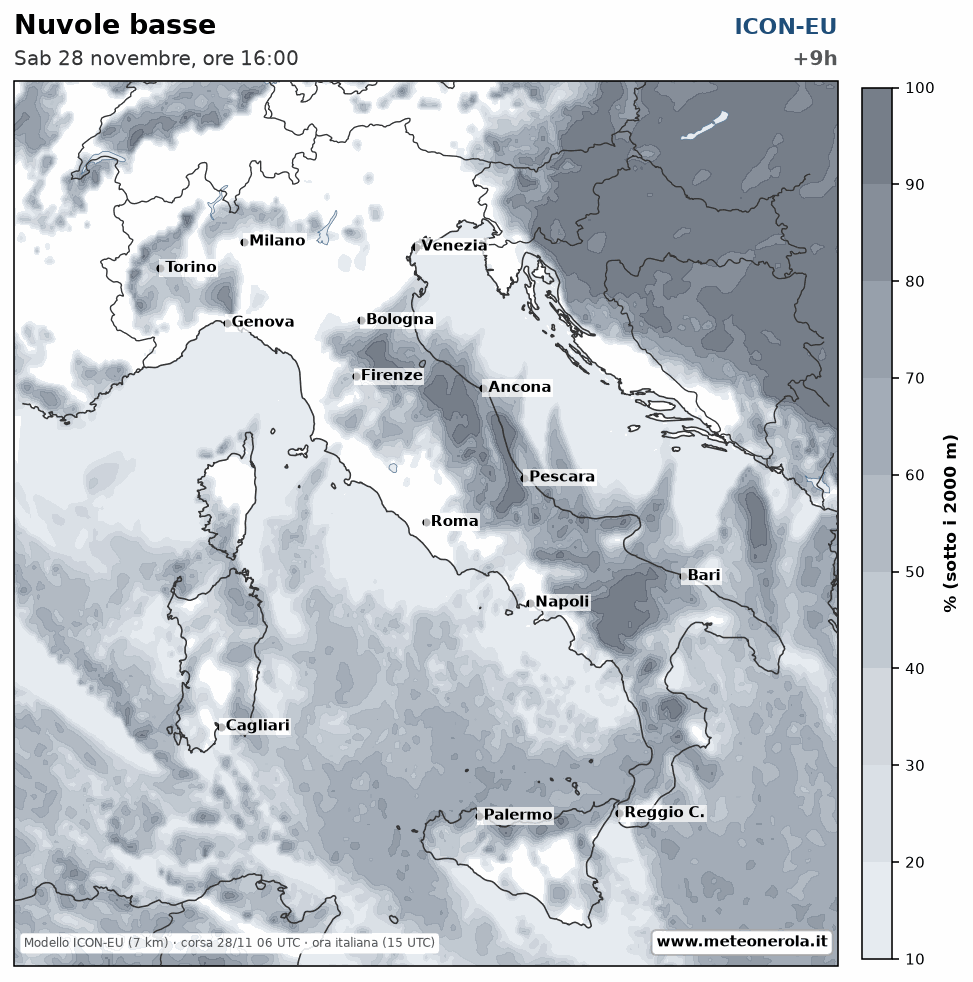 Nuvole basse
ICON-EU
Sab 28 novembre, ore 16:00
+9h
Milano
Venezia
Torino
Genova
Bologna
Firenze
Ancona
Pescara
Roma
Bari
Napoli
Cagliari
Palermo
Reggio C.
Modello ICON-EU (7 km) · corsa 28/11 06 UTC · ora italiana (15 UTC)
www.meteonerola.it
100
90
80
70
60
50
40
30
20
10
% (sotto i 2000 m)